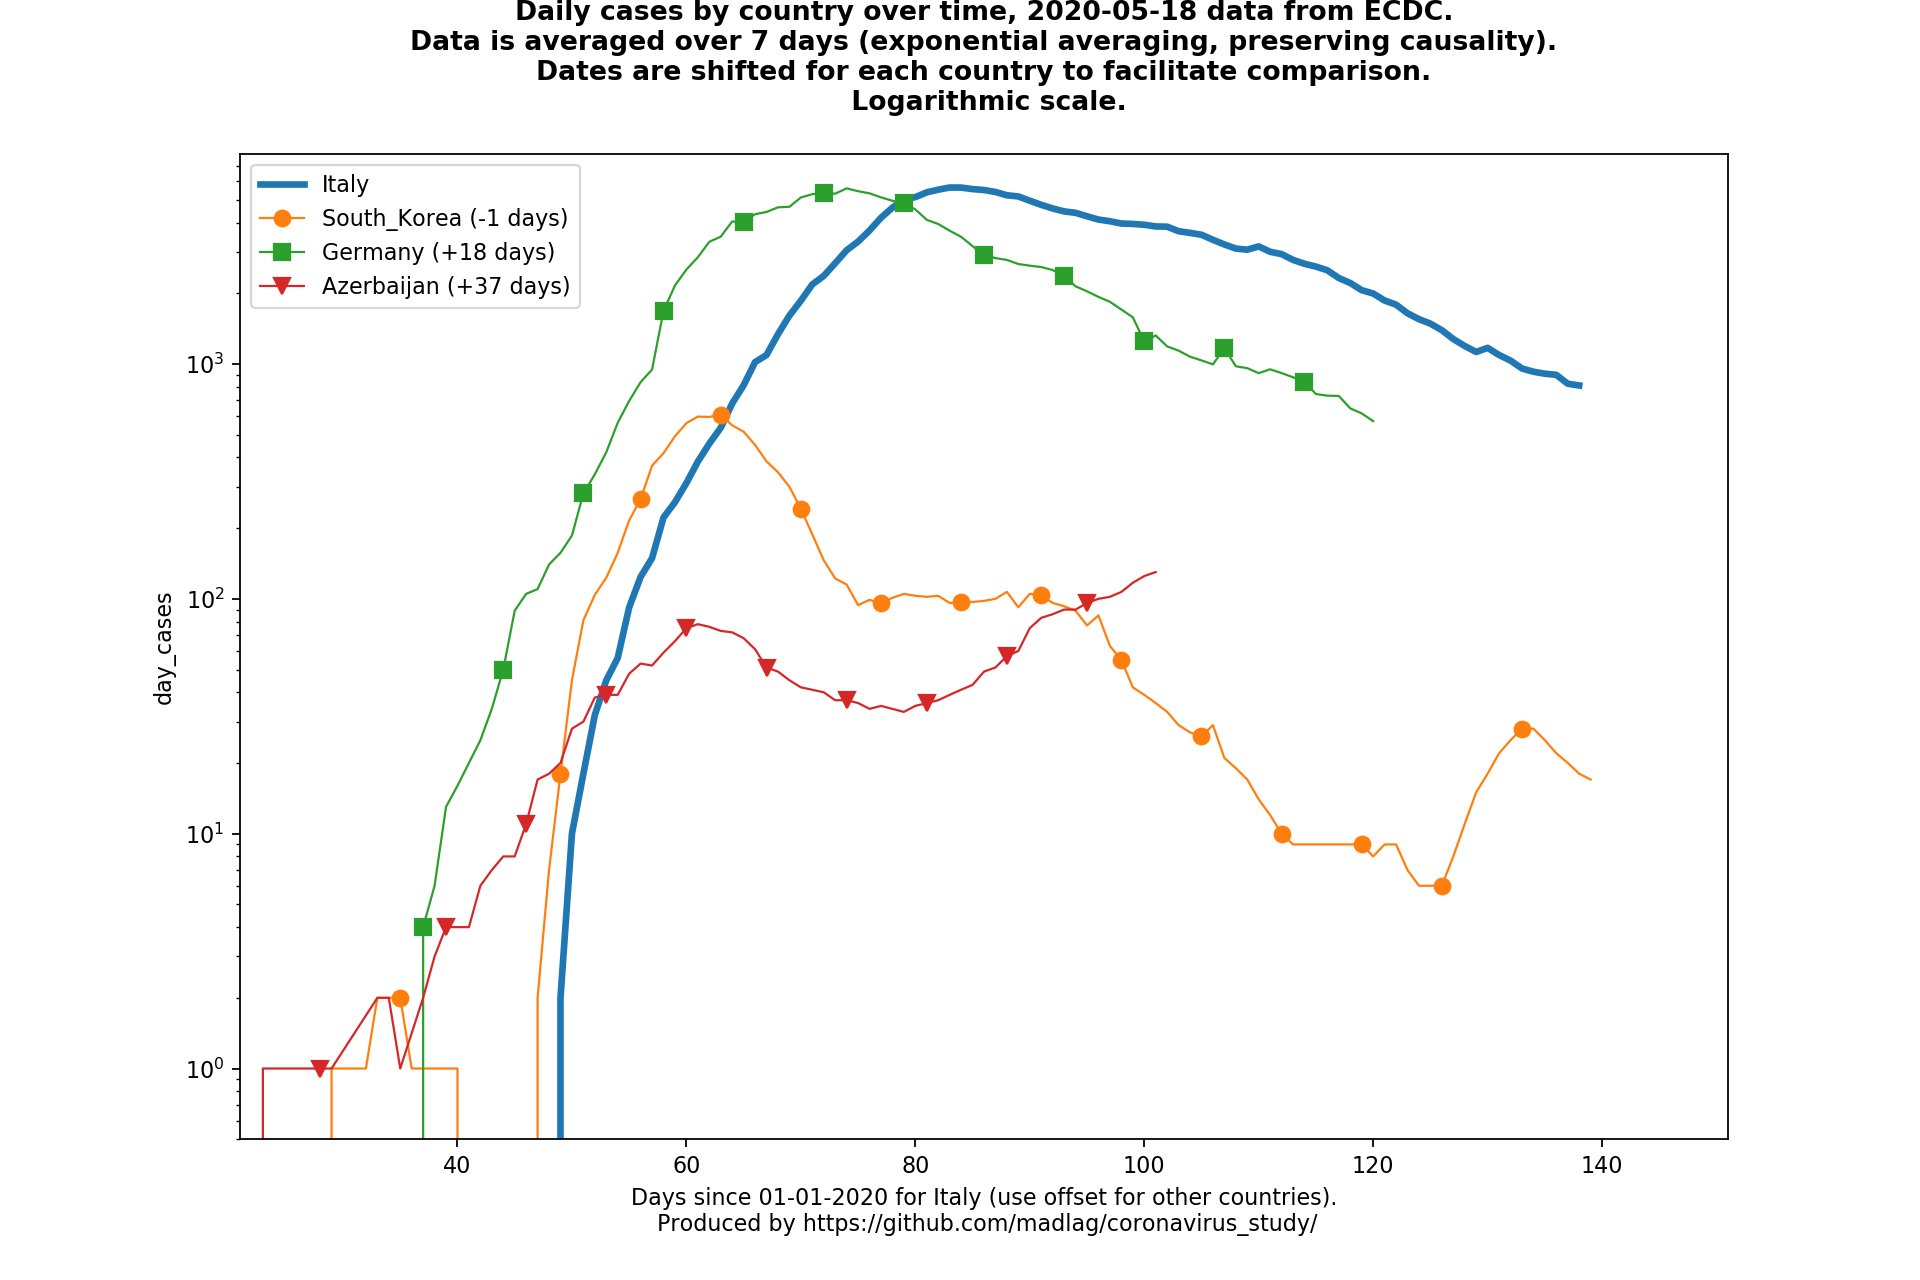 Daily cases by country over time, 2020-05-18 data from ECDC.
Data is averaged over 7 days (exponential averaging, preserving causality).
Dates are shifted for each country to facilitate comparison.
Logarithmic scale.
Italy
South_Korea (-1 days)
Germany (+18 days)
Azerbaijan (+37 days)
10³
10²
10¹
10⁰
day_cases
40 60 80 100 120 140
Days since 01-01-2020 for Italy (use offset for other countries).
Produced by https://github.com/madlag/coronavirus_study/